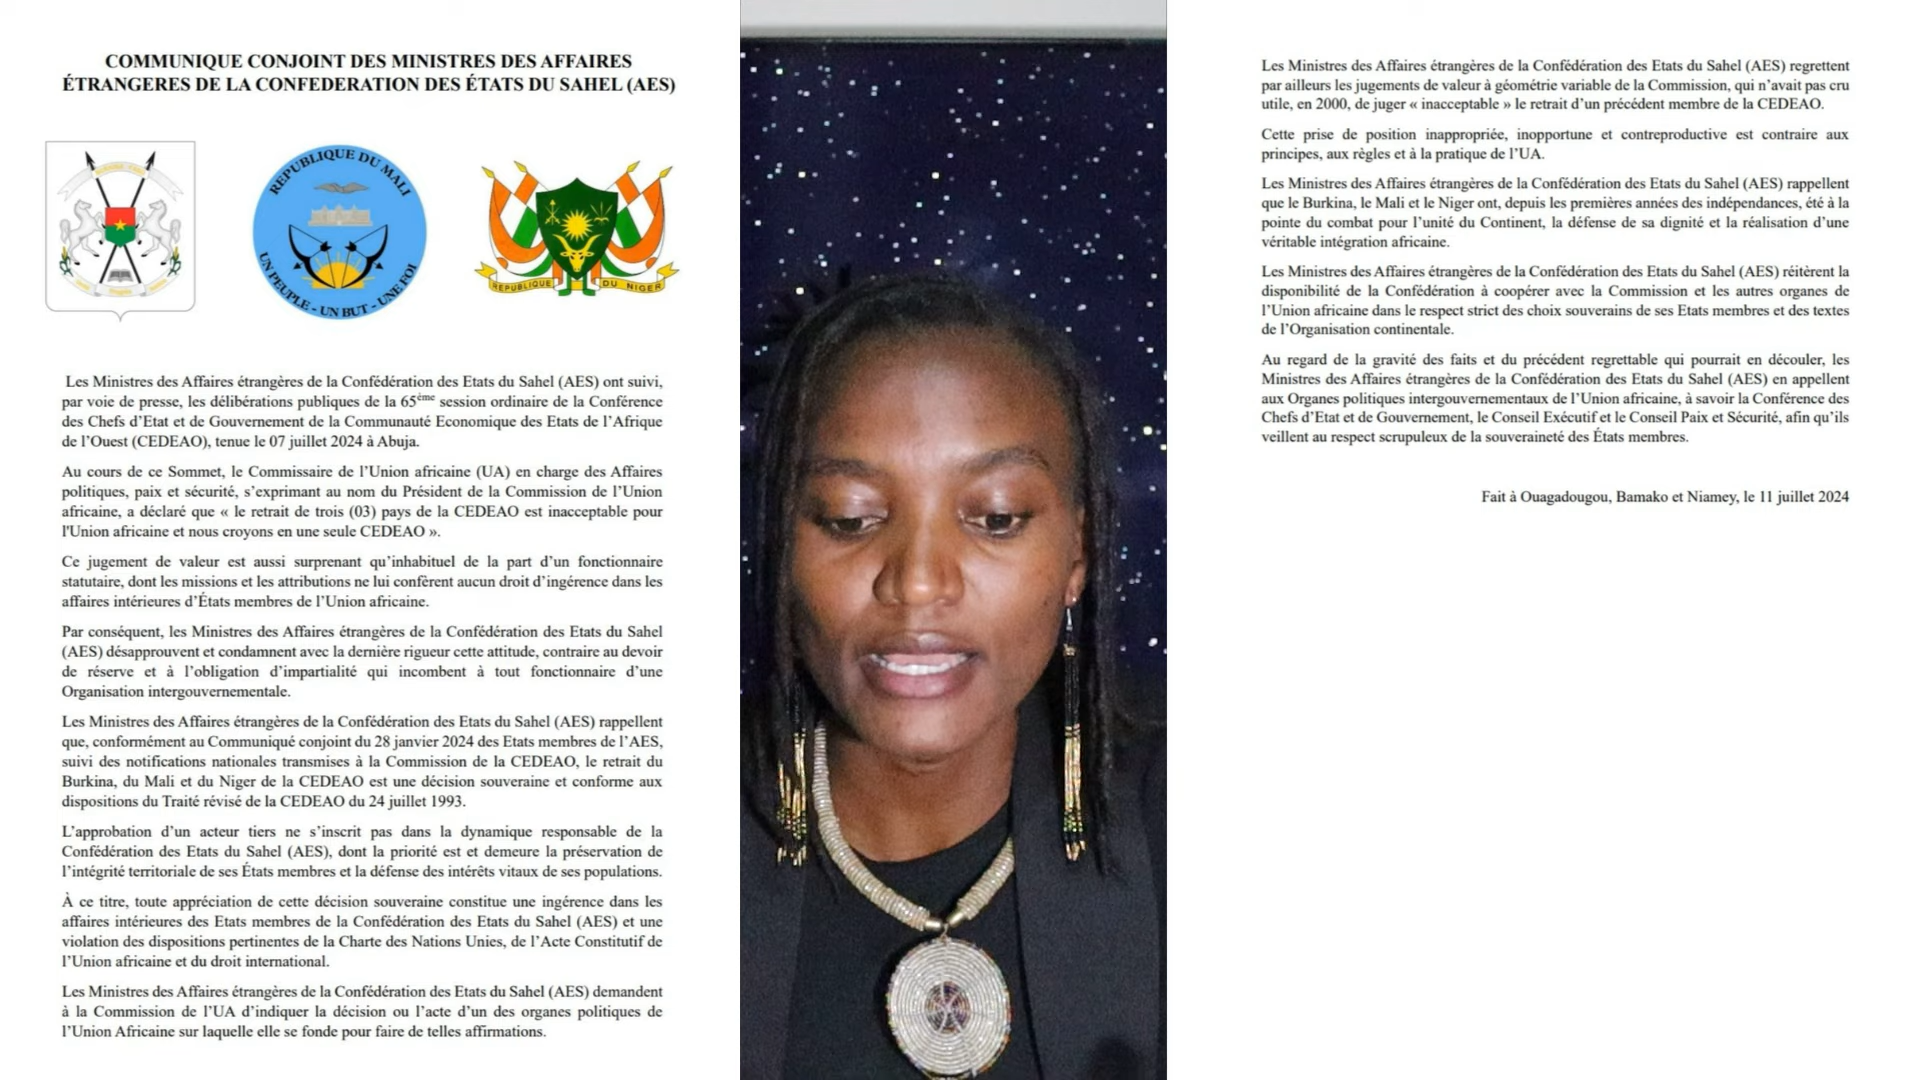 COMMUNIQUE CONJOINT DES MINISTRES DES AFFAIRES
ÉTRANGERES DE LA CONFEDERATION DES ÉTATS DU SAHEL (AES)
REPUBLIQUE DU MALI
UN PEUPLE - UN BUT - UNE FOI
REPUBLIQUE DU NIGER
Les Ministres des Affaires étrangères de la Confédération des Etats du Sahel (AES) ont suivi,
par voie de presse, les délibérations publiques de la 65ème session ordinaire de la Conférence
des Chefs d'Etat et de Gouvernement de la Communauté Economique des Etats de l'Afrique
de l'Ouest (CEDEAO), tenue le 07 juillet 2024 à Abuja.
Au cours de ce Sommet, le Commissaire de l'Union africaine (UA) en charge des Affaires
politiques, paix et sécurité, s'exprimant au nom du Président de la Commission de l'Union
africaine, a déclaré que « le retrait de trois (03) pays de la CEDEAO est inacceptable pour
l'Union africaine et nous croyons en une seule CEDEAO ».
Ce jugement de valeur est aussi surprenant qu'inhabituel de la part d'un fonctionnaire
statutaire, dont les missions et les attributions ne lui confèrent aucun droit d'ingérence dans les
affaires intérieures d'États membres de l'Union africaine.
Par conséquent, les Ministres des Affaires étrangères de la Confédération des Etats du Sahel
(AES) désapprouvent et condamnent avec la dernière rigueur cette attitude, contraire au devoir
de réserve et à l'obligation d'impartialité qui incombent à tout fonctionnaire d'une
Organisation intergouvernementale.
Les Ministres des Affaires étrangères de la Confédération des Etats du Sahel (AES) rappellent
que, conformément au Communiqué conjoint du 28 janvier 2024 des Etats membres de l'AES,
suivi des notifications nationales transmises à la Commission de la CEDEAO, le retrait du
Burkina, du Mali et du Niger de la CEDEAO est une décision souveraine et conforme aux
dispositions du Traité révisé de la CEDEAO du 24 juillet 1993.
L'approbation d'un acteur tiers ne s'inscrit pas dans la dynamique responsable de la
Confédération des Etats du Sahel (AES), dont la priorité est et demeure la préservation de
l'intégrité territoriale de ses États membres et la défense des intérêts vitaux de ses populations.
À ce titre, toute appréciation de cette décision souveraine constitue une ingérence dans les
affaires intérieures des Etats membres de la Confédération des Etats du Sahel (AES) et une
violation des dispositions pertinentes de la Charte des Nations Unies, de l'Acte Constitutif de
l'Union africaine et du droit international.
Les Ministres des Affaires étrangères de la Confédération des Etats du Sahel (AES) demandent
à la Commission de l'UA d'indiquer la décision ou l'acte d'un des organes politiques de
l'Union Africaine sur laquelle elle se fonde pour faire de telles affirmations.
Les Ministres des Affaires étrangères de la Confédération des Etats du Sahel (AES) regrettent
par ailleurs les jugements de valeur à géométrie variable de la Commission, qui n'avait pas cru
utile, en 2000, de juger « inacceptable » le retrait d'un précédent membre de la CEDEAO.
Cette prise de position inappropriée, inopportune et contreproductive est contraire aux
principes, aux règles et à la pratique de l'UA.
Les Ministres des Affaires étrangères de la Confédération des Etats du Sahel (AES) rappellent
que le Burkina, le Mali et le Niger ont, depuis les premières années des indépendances, été à la
pointe du combat pour l'unité du Continent, la défense de sa dignité et la réalisation d'une
véritable intégration africaine.
Les Ministres des Affaires étrangères de la Confédération des Etats du Sahel (AES) réitèrent la
disponibilité de la Confédération à coopérer avec la Commission et les autres organes de
l'Union africaine dans le respect strict des choix souverains de ses Etats membres et des textes
de l'Organisation continentale.
Au regard de la gravité des faits et du précédent regrettable qui pourrait en découler, les
Ministres des Affaires étrangères de la Confédération des Etats du Sahel (AES) en appellent
aux Organes politiques intergouvernementaux de l'Union africaine, à savoir la Conférence des
Chefs d'Etat et de Gouvernement, le Conseil Exécutif et le Conseil Paix et Sécurité, afin qu'ils
veillent au respect scrupuleux de la souveraineté des États membres.
Fait à Ouagadougou, Bamako et Niamey, le 11 juillet 2024